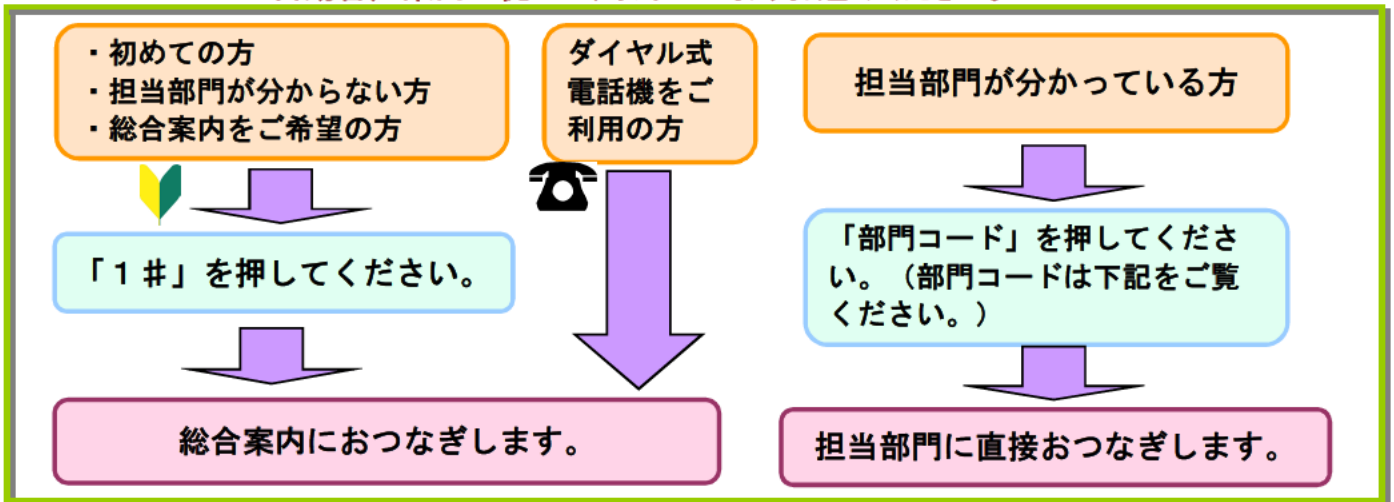 ・初めての方
・担当部門が分からない方
・総合案内をご希望の方
「1＃」を押してください。
ダイヤル式
電話機をご
利用の方
総合案内におつなぎします。
担当部門が分かっている方
「部門コード」を押してくださ
い。（部門コードは下記をご覧
ください。）
担当部門に直接おつなぎします。